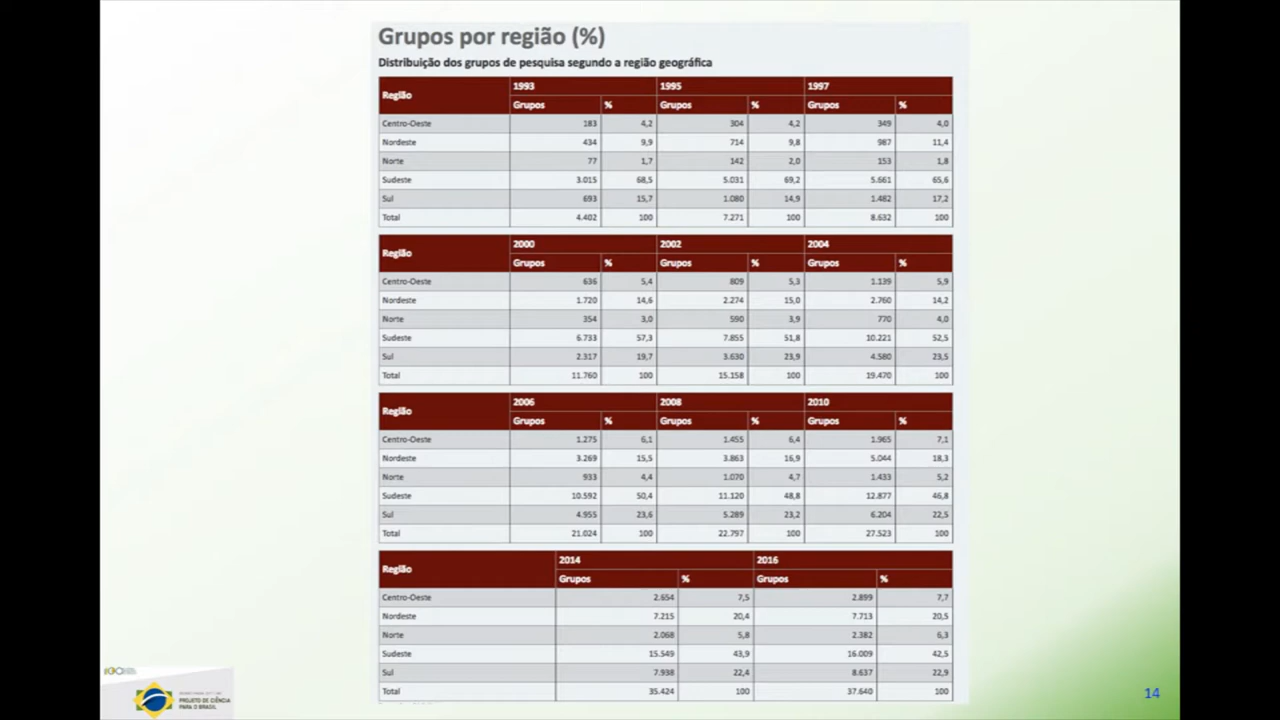 Grupos por região (%)
Distribuição dos grupos de pesquisa segundo a região geográfica
Região 1993 1995 1997
Grupos % Grupos % Grupos %
Centro-Oeste 183 4,2 304 4,2 349 4,0
Nordeste 434 9,9 714 9,8 987 11,4
Norte 77 1,7 142 2,0 153 1,8
Sudeste 3.015 68,5 5.031 69,2 5.661 65,6
Sul 693 15,7 1.080 14,9 1.482 17,2
Total 4.402 100 7.271 100 8.632 100
Região 2000 2002 2004
Grupos % Grupos % Grupos %
Centro-Oeste 636 5,4 809 5,3 1.139 5,9
Nordeste 1.720 14,6 2.274 15,0 2.760 14,2
Norte 354 3,0 590 3,9 770 4,0
Sudeste 6.733 57,3 7.855 51,8 10.221 52,5
Sul 2.317 19,7 3.630 23,9 4.580 23,5
Total 11.760 100 15.158 100 19.470 100
Região 2006 2008 2010
Grupos % Grupos % Grupos %
Centro-Oeste 1.275 6,1 1.455 6,4 1.965 7,1
Nordeste 3.269 15,5 3.863 16,9 5.044 18,3
Norte 933 4,4 1.070 4,7 1.433 5,2
Sudeste 10.592 50,4 11.120 48,8 12.877 46,8
Sul 4.955 23,6 5.289 23,2 6.204 22,5
Total 21.024 100 22.797 100 27.523 100
Região 2014 2016
Grupos % Grupos %
Centro-Oeste 2.654 7,5 2.899 7,7
Nordeste 7.215 20,4 7.713 20,5
Norte 2.068 5,8 2.382 6,3
Sudeste 15.549 43,9 16.009 42,5
Sul 7.938 22,4 8.637 22,9
Total 35.424 100 37.640 100
PROJETO DE CIÊNCIA
PARA O BRASIL
14